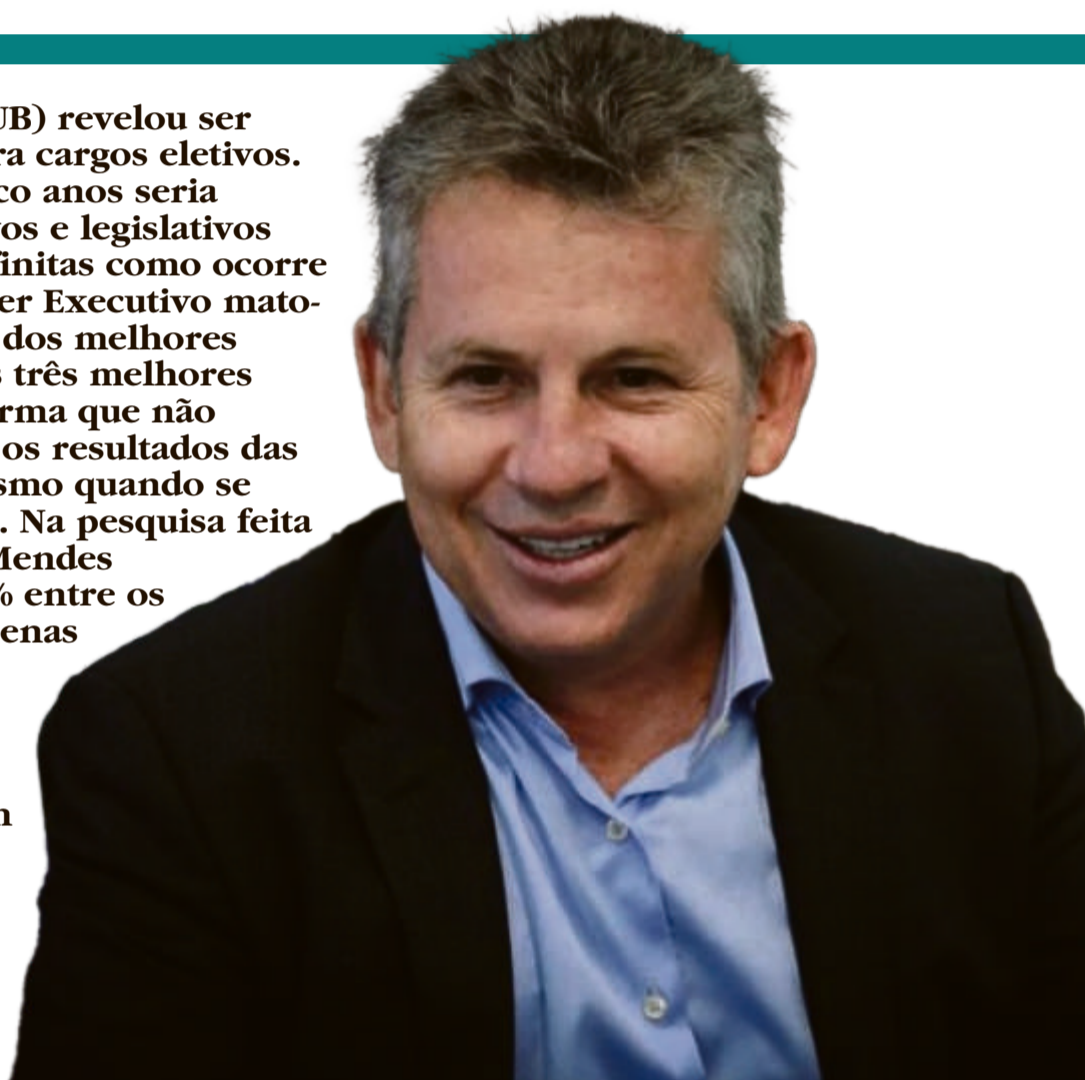 UB) revelou ser
ra cargos eletivos.
co anos seria
os e legislativos
initas como ocorre
er Executivo mato-
dos melhores
s três melhores
rma que não
os resultados das
smo quando se
. Na pesquisa feita
Mendes
% entre os
enas
n